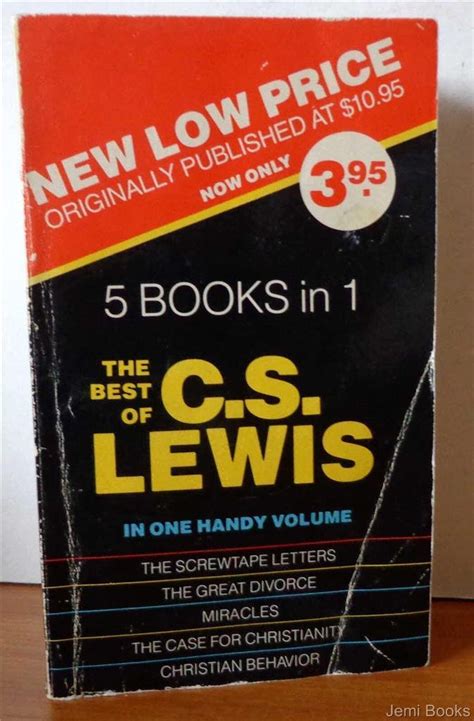 NEW LOW PRICE
ORIGINALLY PUBLISHED AT $10.95
NOW ONLY
3.95
5 BOOKS in 1
THE
BEST
OF
C.S.
LEWIS
IN ONE HANDY VOLUME
THE SCREWTAPE LETTERS
THE GREAT DIVORCE
MIRACLES
THE CASE FOR CHRISTIANITY
CHRISTIAN BEHAVIOR
Jemi Books